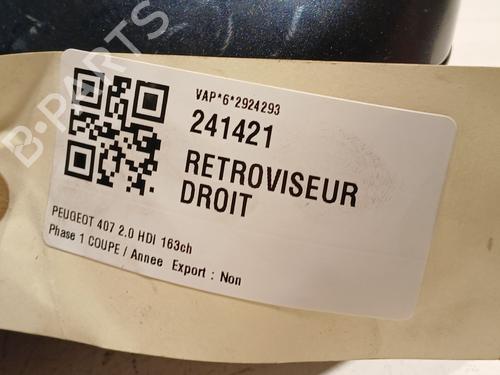 VAP*6*2924293
241421
RETROVISEUR
DROIT
PEUGEOT 407 2.0 HDI 163ch
Phase 1 COUPE / Annee Export : Non
B-PARTS